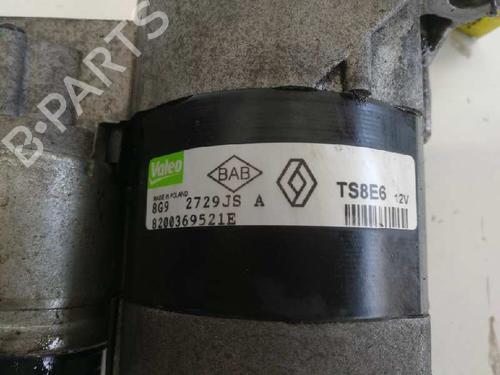 B-PARTS
Valeo
MADE IN POLAND
BAB
TS8E6 12V
8G9 2729JS A
8200369521E